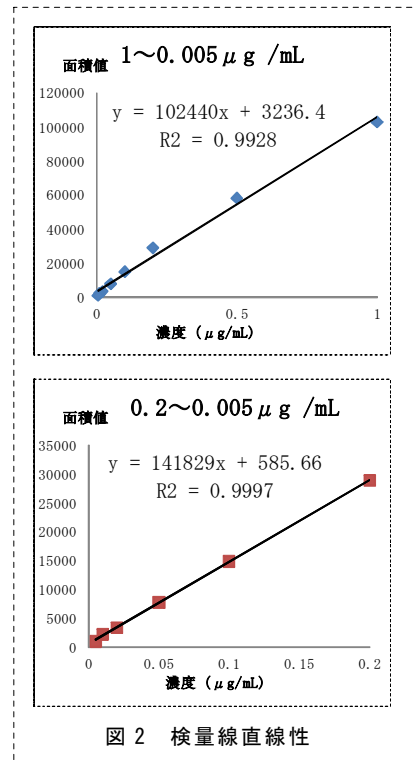 面積値 1～0.005μg /mL
120000
y = 102440x + 3236.4
100000
R2 = 0.9928
80000
60000
40000
20000
0
0 0.5 1
濃度 (μg/mL)
面積値 0.2～0.005μg /mL
35000
y = 141829x + 585.66
30000
R2 = 0.9997
25000
20000
15000
10000
5000
0
0 0.05 0.1 0.15 0.2
濃度 (μg/mL)
図2 検量線直線性